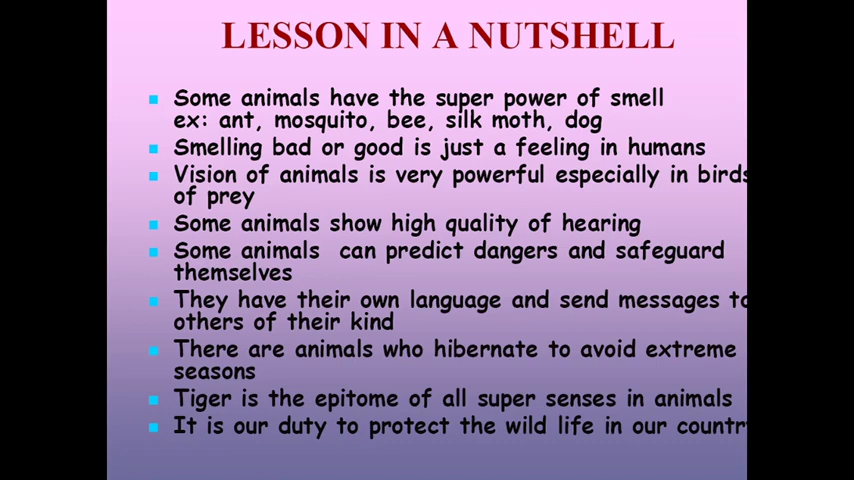 LESSON IN A NUTSHELL
Some animals have the super power of smell
ex: ant, mosquito, bee, silk moth, dog
Smelling bad or good is just a feeling in humans
Vision of animals is very powerful especially in birds
of prey
Some animals show high quality of hearing
Some animals can predict dangers and safeguard
themselves
They have their own language and send messages to
others of their kind
There are animals who hibernate to avoid extreme
seasons
Tiger is the epitome of all super senses in animals
It is our duty to protect the wild life in our countr